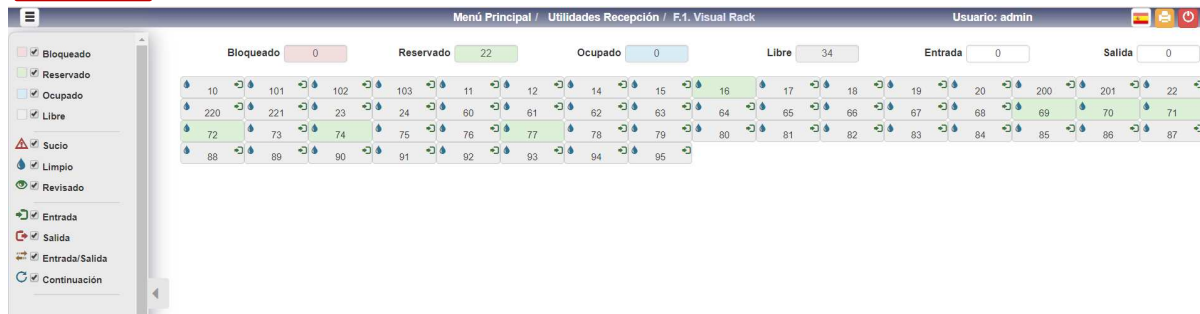 Menú Principal / Utilidades Recepción / F.1. Visual Rack Usuario: admin
Bloqueado
Reservado
Ocupado
Libre
Sucio
Limpio
Revisado
Entrada
Salida
Entrada/Salida
Continuación
Bloqueado 0 Reservado 22 Ocupado 0 Libre 34 Entrada 0 Salida 0
10 101 102 103 11 12 14 15 16 17 18 19 20 200 201 22
220 221 23 24 60 61 62 63 64 65 66 67 68 69 70 71
72 73 74 75 76 77 78 79 80 81 82 83 84 85 86 87
88 89 90 91 92 93 94 95